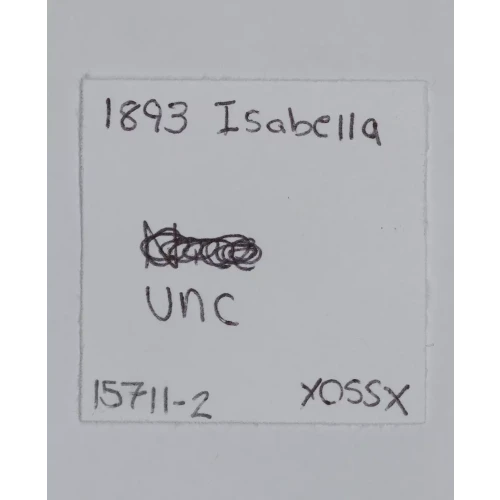 1893 Isabella
UNC
15711-2 XOSSX